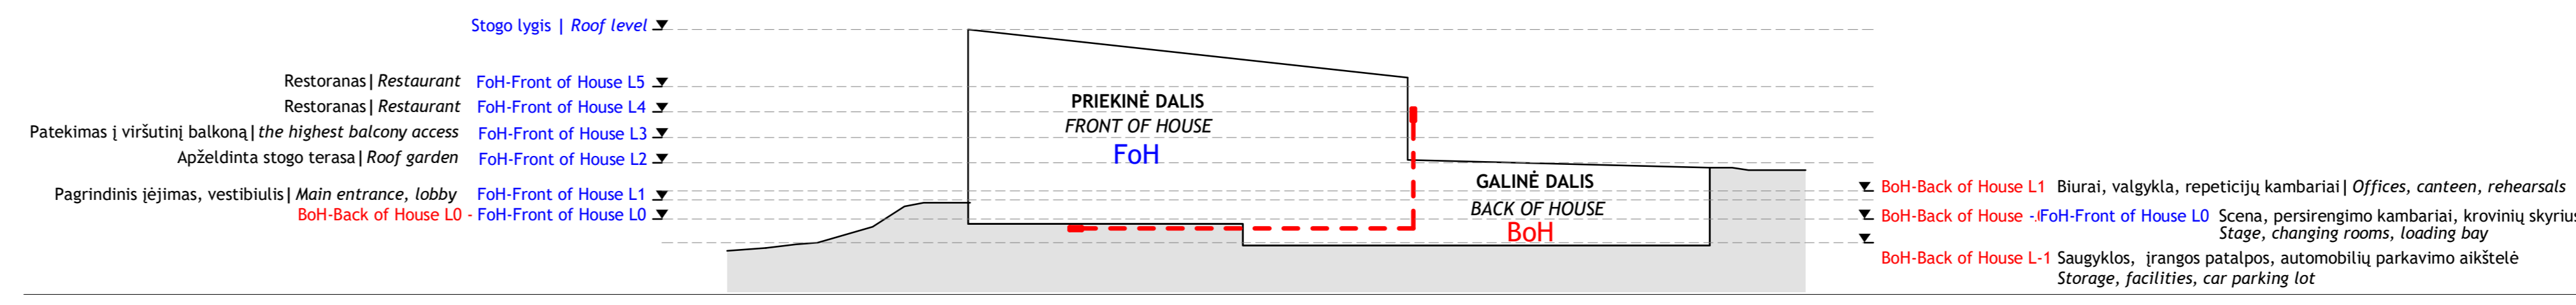 Stogo lygis | Roof level
Restoranas| Restaurant FoH-Front of House L5
Restoranas| Restaurant FoH-Front of House L4
Patekimas į viršutinį balkoną| the highest balcony access FoH-Front of House L3
Apželdinta stogo terasa| Roof garden FoH-Front of House L2
Pagrindinis įėjimas, vestibiulis| Main entrance, lobby FoH-Front of House L1
BoH-Back of House L0 - FoH-Front of House L0
PRIEKINĖ DALIS
FRONT OF HOUSE
FoH
GALINĖ DALIS
BACK OF HOUSE
BoH
BoH-Back of House L1 Biurai, valgykla, repeticijų kambariai| Offices, canteen, rehearsals
BoH-Back of House -FoH-Front of House L0 Scena, persirengimo kambariai, krovinių skyrius
Stage, changing rooms, loading bay
BoH-Back of House L-1 Saugyklos, įrangos patalpos, automobilių parkavimo aikštelė
Storage, facilities, car parking lot